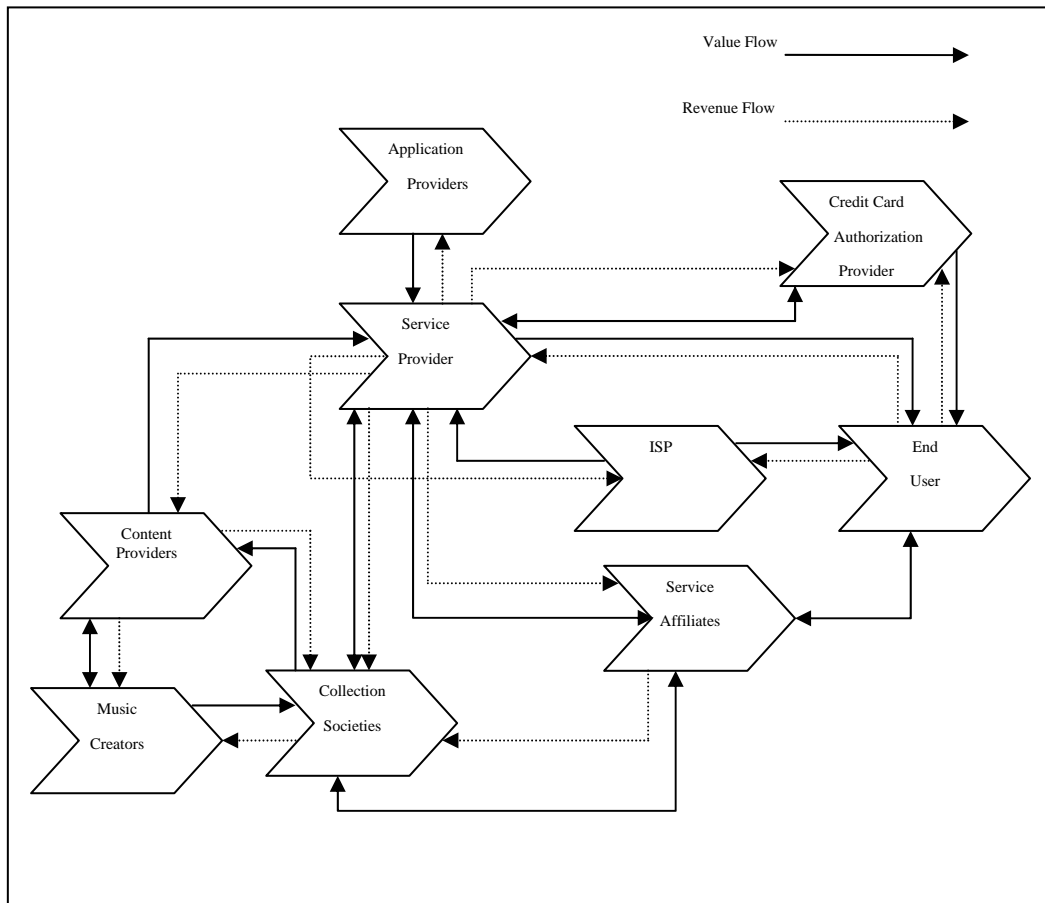 Value Flow
Revenue Flow
Application
Providers
Credit Card
Authorization
Provider
Service
Provider
ISP
End
User
Content
Providers
Service
Affiliates
Music
Creators
Collection
Societies